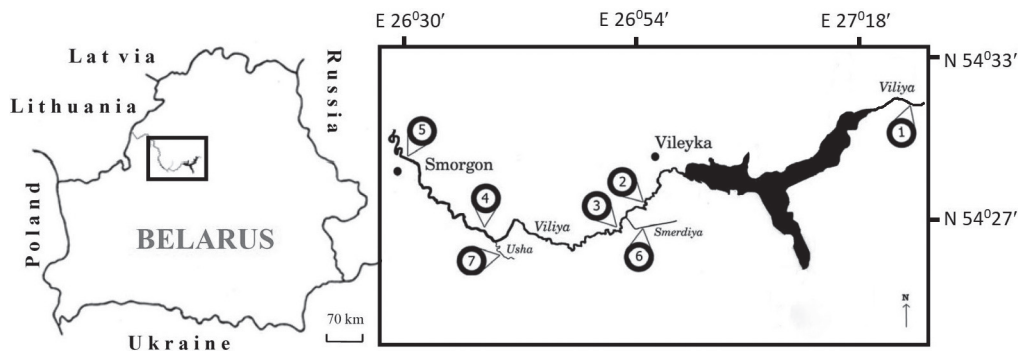 E 26⁰30′ E 26⁰54′ E 27⁰18′
N 54⁰33′
N 54⁰27′
Latvia
Lithuania
Russia
Poland
BELARUS
Ukraine
70 km
Viliya
1
5
Smorgon
Vileyka
2
4
3
Viliya
Smerdiya
Usha
7
6
N